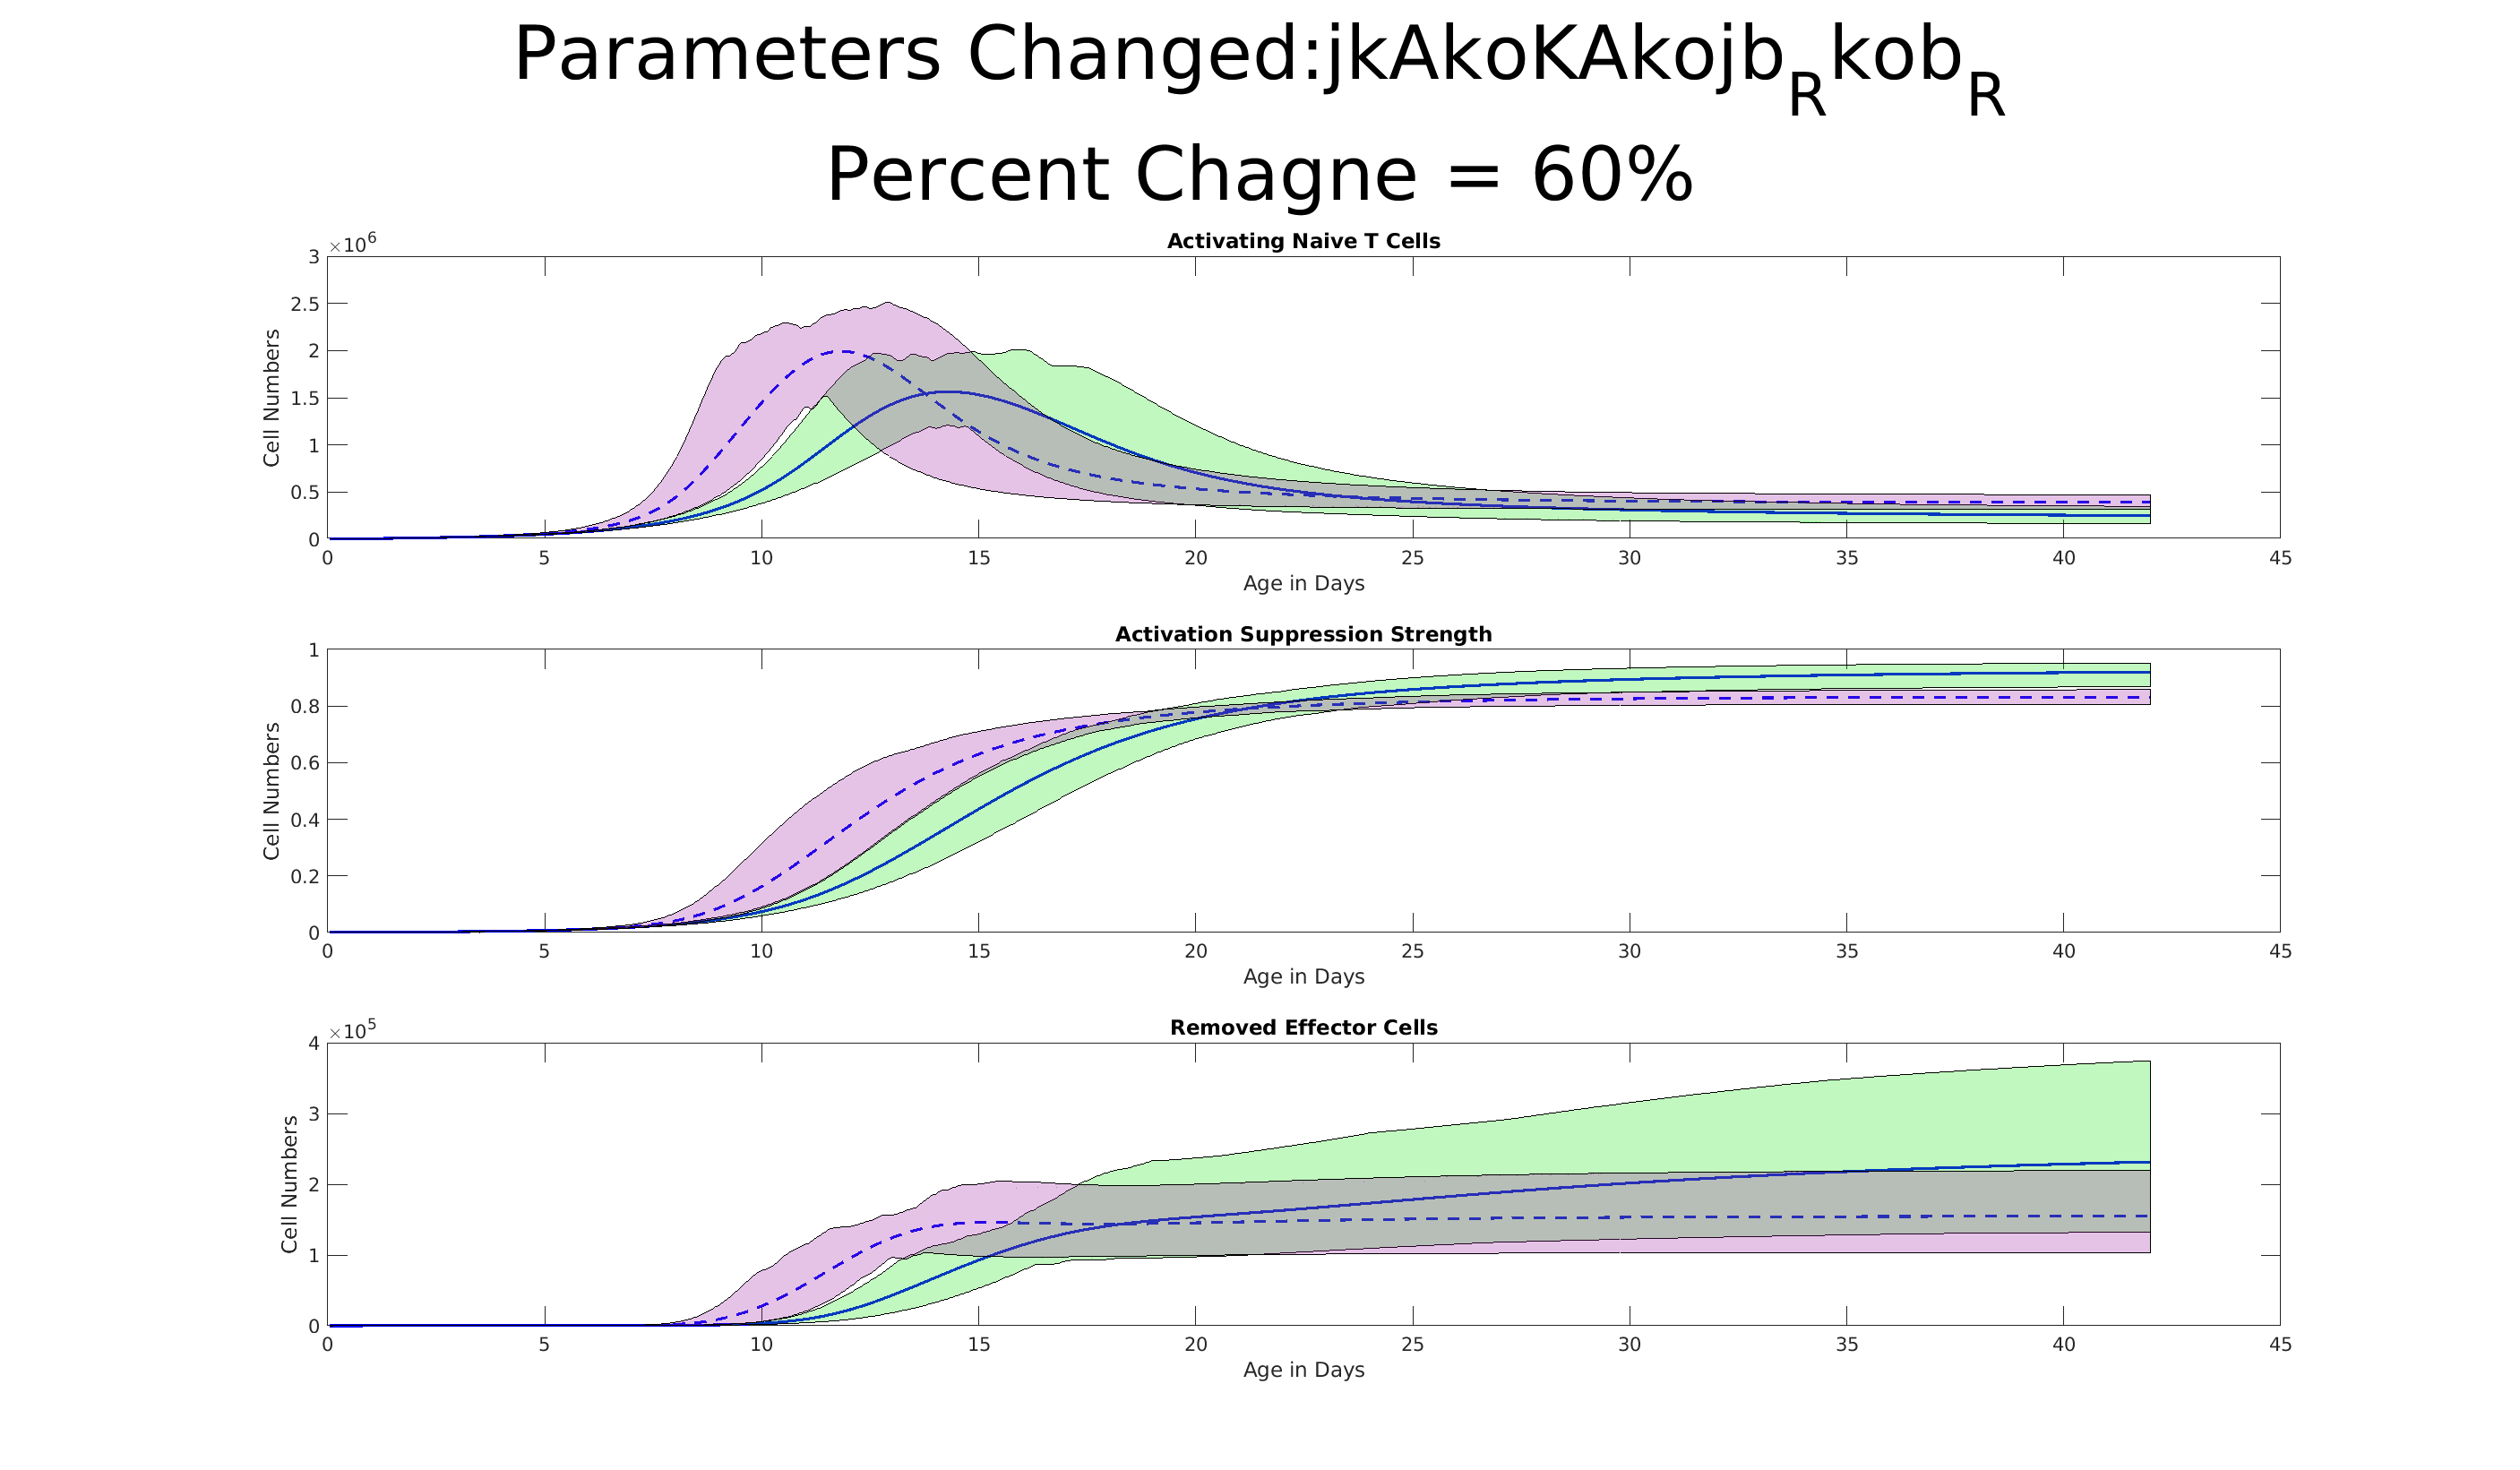 Parameters Changed:jkAkoKAkojb_R kob_R
Percent Chagne = 60%
Activating Naive T Cells
×10^6
3
2.5
2
1.5
1
0.5
0
Cell Numbers
0 5 10 15 20 25 30 35 40 45
Age in Days
Activation Suppression Strength
1
0.8
0.6
0.4
0.2
0
Cell Numbers
0 5 10 15 20 25 30 35 40 45
Age in Days
Removed Effector Cells
×10^5
4
3
2
1
0
Cell Numbers
0 5 10 15 20 25 30 35 40 45
Age in Days